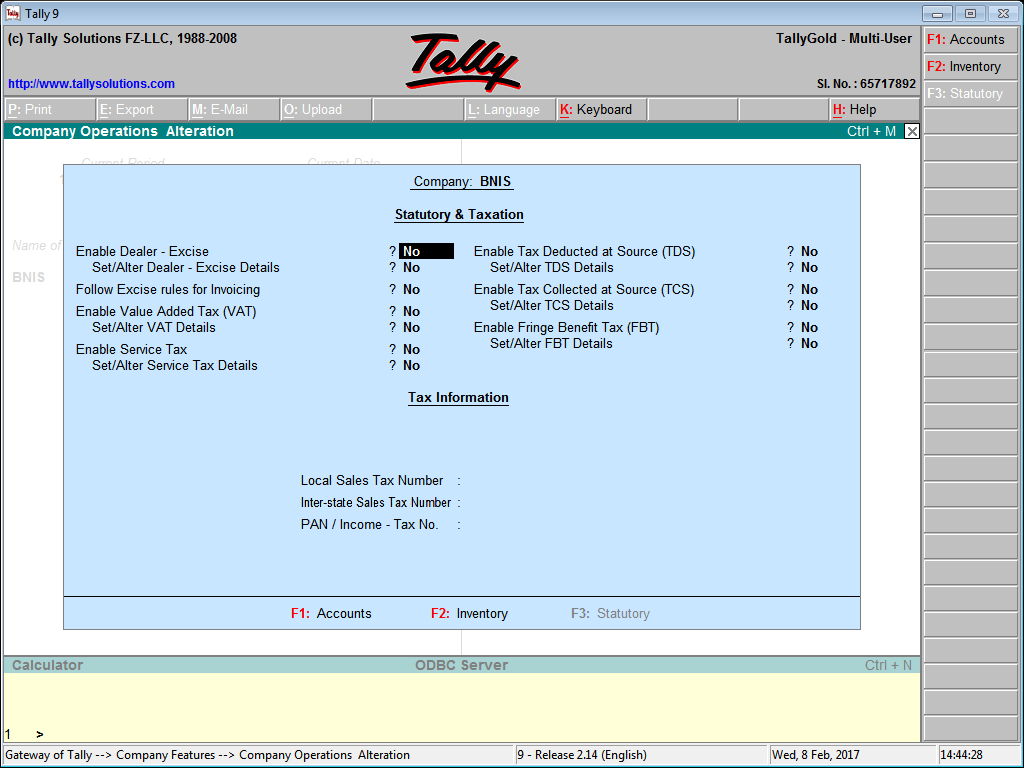 Tally 9
(c) Tally Solutions FZ-LLC, 1988-2008
Tally
TallyGold - Multi-User
http://www.tallysolutions.com
Sl. No. : 65717892
P: Print E: Export M: E-Mail O: Upload L: Language K: Keyboard H: Help
F1: Accounts
F2: Inventory
F3: Statutory
Company Operations Alteration Ctrl + M
Current Period Current Date
Name of
BNIS
Company: BNIS
Statutory & Taxation
Enable Dealer - Excise ? No
Set/Alter Dealer - Excise Details ? No
Follow Excise rules for Invoicing ? No
Enable Value Added Tax (VAT) ? No
Set/Alter VAT Details ? No
Enable Service Tax ? No
Set/Alter Service Tax Details ? No
Enable Tax Deducted at Source (TDS) ? No
Set/Alter TDS Details ? No
Enable Tax Collected at Source (TCS) ? No
Set/Alter TCS Details ? No
Enable Fringe Benefit Tax (FBT) ? No
Set/Alter FBT Details ? No
Tax Information
Local Sales Tax Number :
Inter-state Sales Tax Number :
PAN / Income - Tax No. :
F1: Accounts F2: Inventory F3: Statutory
Calculator ODBC Server Ctrl + N
1 >
Gateway of Tally --> Company Features --> Company Operations Alteration 9 - Release 2.14 (English) Wed, 8 Feb, 2017 14:44:28